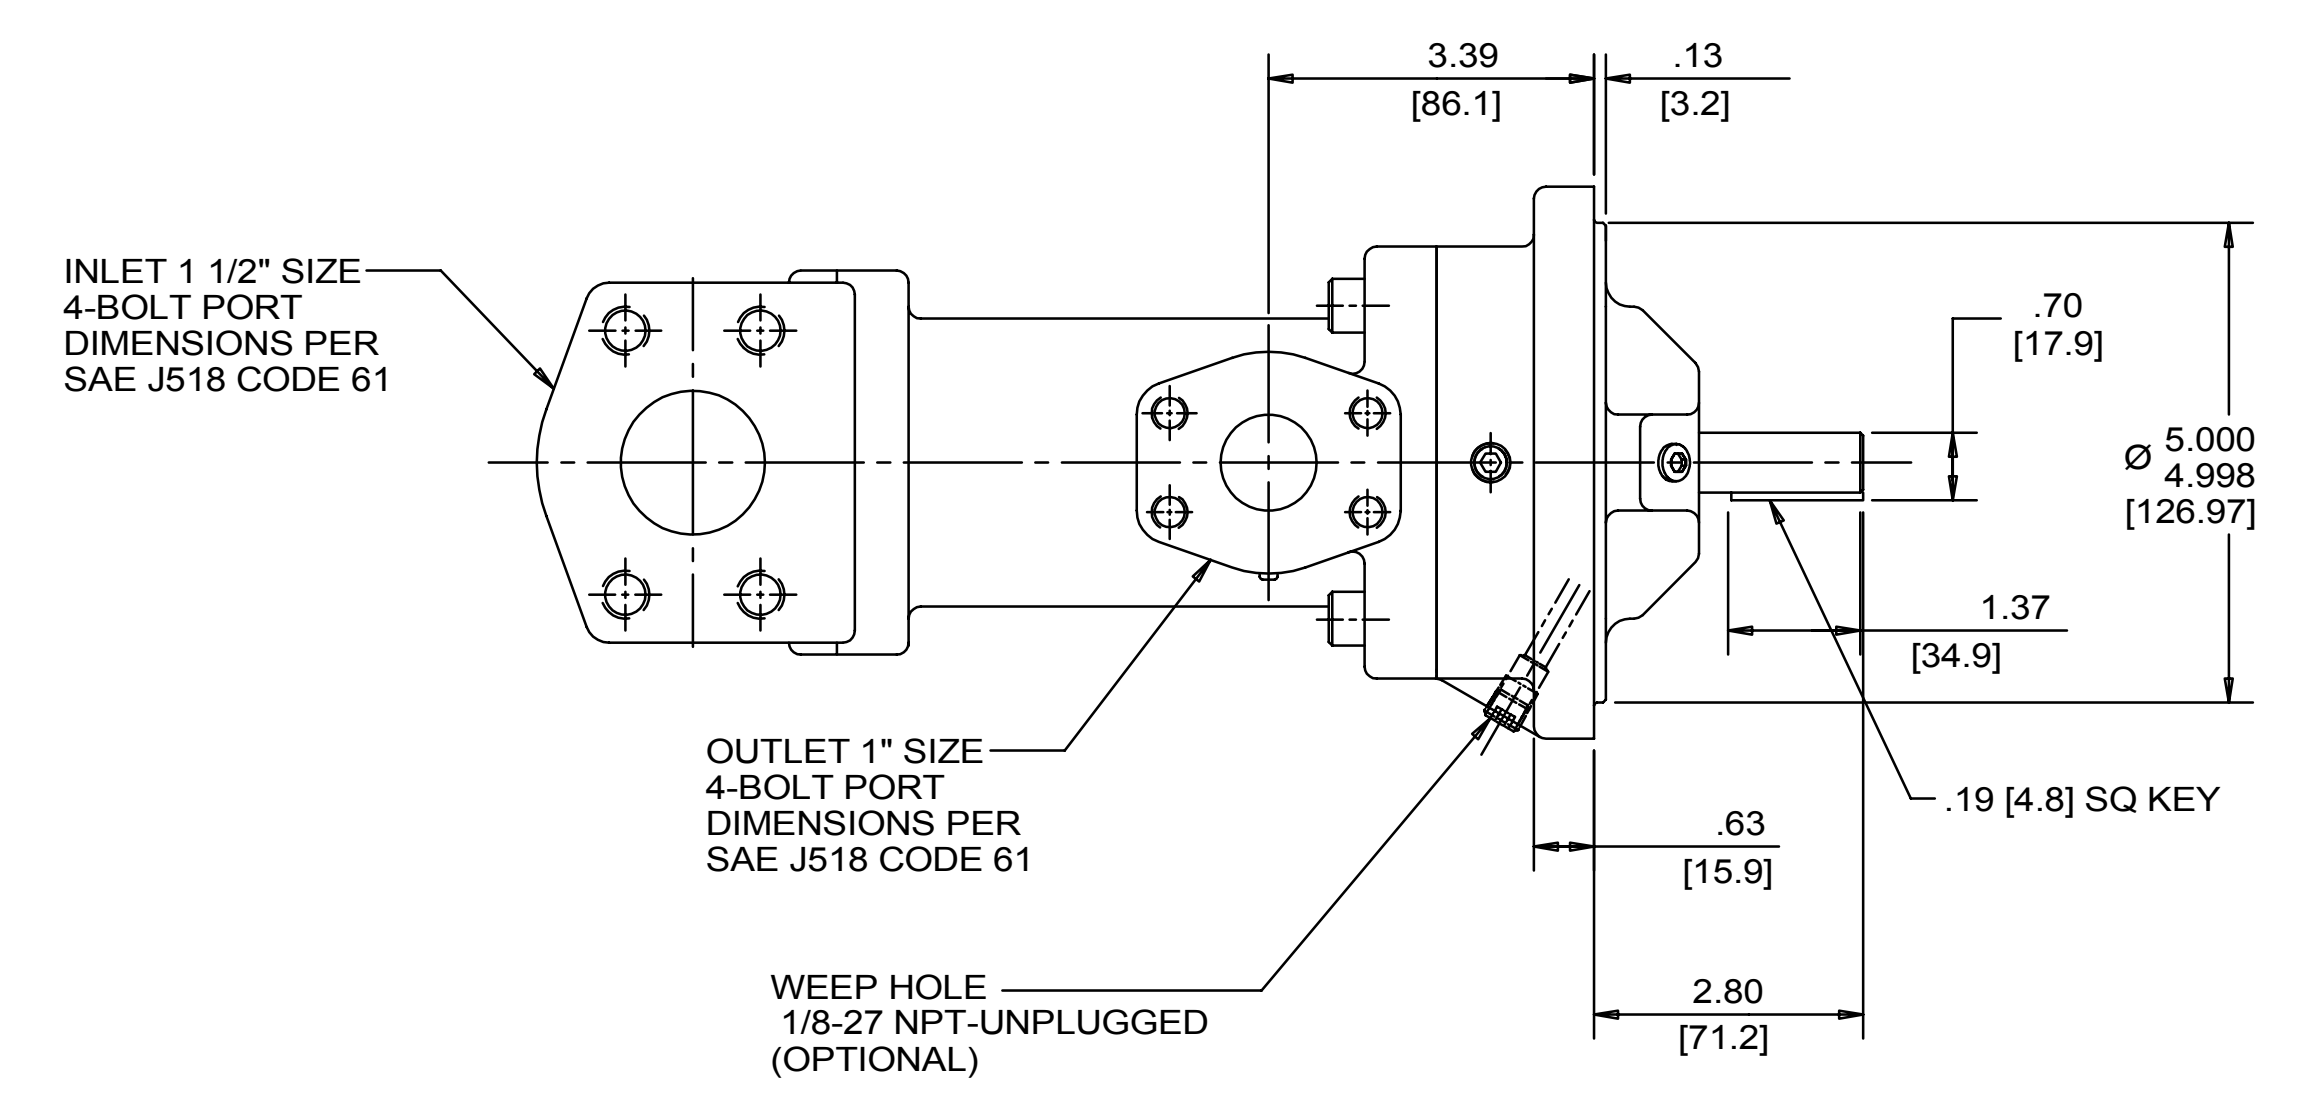 3.39
[86.1]
.13
[3.2]
INLET 1 1/2" SIZE
4-BOLT PORT
DIMENSIONS PER
SAE J518 CODE 61
.70
[17.9]
Ø 5.000
4.998
[126.97]
1.37
[34.9]
OUTLET 1" SIZE
4-BOLT PORT
DIMENSIONS PER
SAE J518 CODE 61
.19 [4.8] SQ KEY
.63
[15.9]
WEEP HOLE
1/8-27 NPT-UNPLUGGED
(OPTIONAL)
2.80
[71.2]